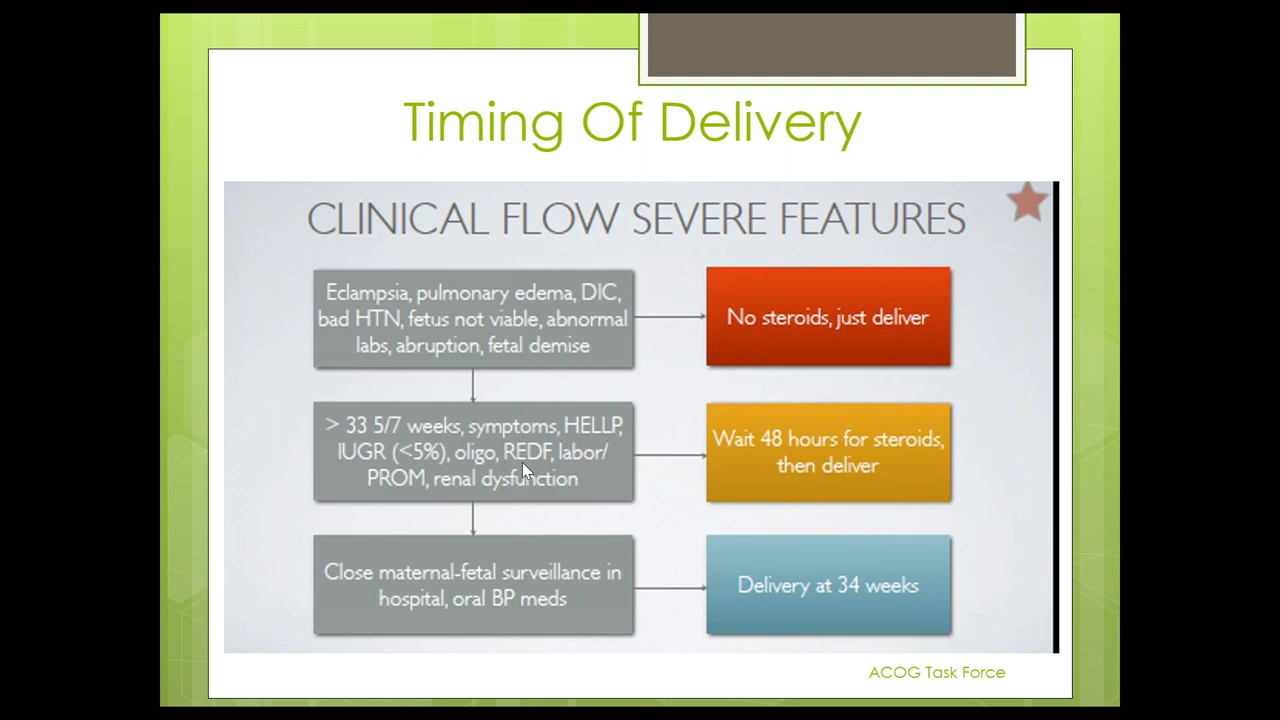 Timing Of Delivery
CLINICAL FLOW SEVERE FEATURES
Eclampsia, pulmonary edema, DIC,
bad HTN, fetus not viable, abnormal
labs, abruption, fetal demise
No steroids, just deliver
> 33 5/7 weeks, symptoms, HELLP,
IUGR (<5%), oligo, REDF, labor/
PROM, renal dysfunction
Wait 48 hours for steroids,
then deliver
Close maternal-fetal surveillance in
hospital, oral BP meds
Delivery at 34 weeks
ACOG Task Force